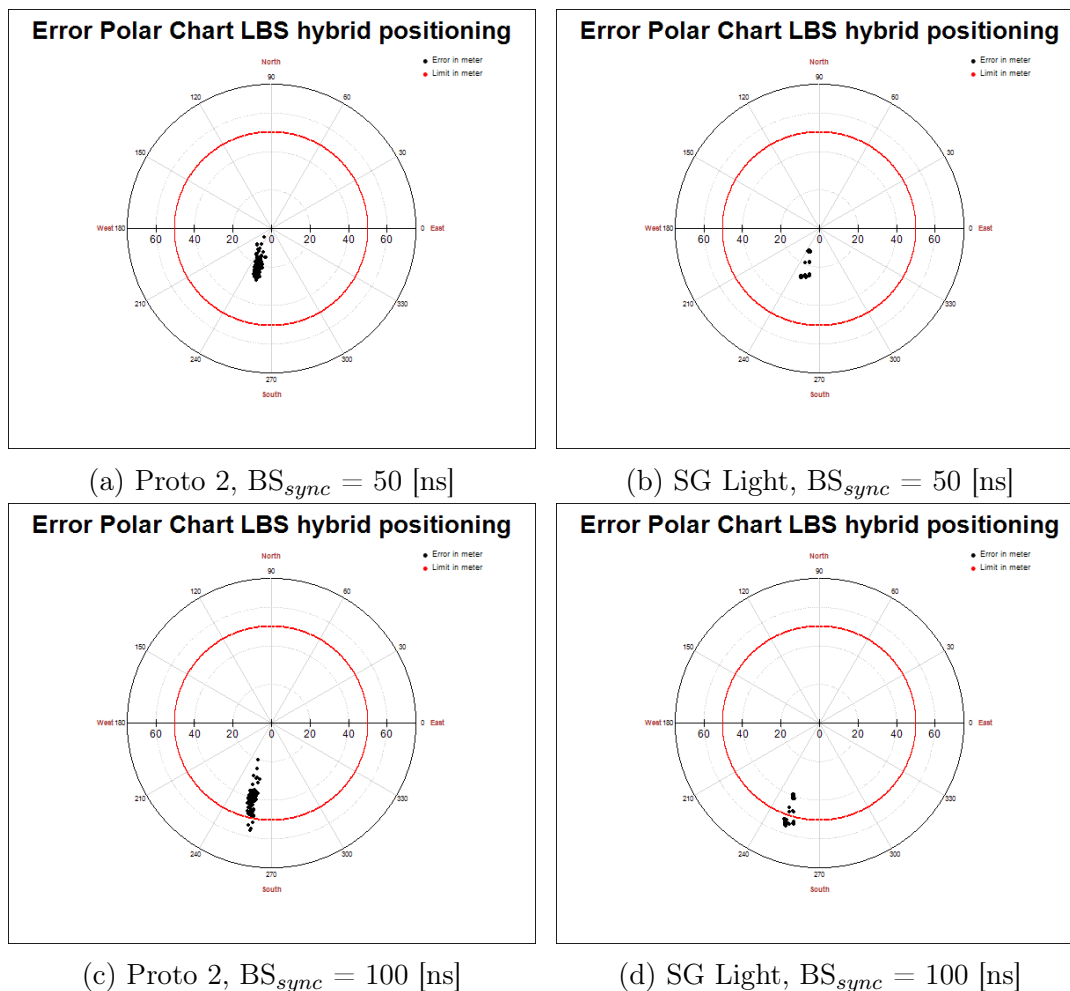 Error Polar Chart LBS hybrid positioning
Error in meter
Limit in meter
North
90
120
60
150
30
West 180
0 East
60 40 20 0 20 40 60
210
330
240
300
270
South
(a) Proto 2, BSsync = 50 [ns]
Error Polar Chart LBS hybrid positioning
Error in meter
Limit in meter
North
90
120
60
150
30
West 180
0 East
60 40 20 0 20 40 60
210
330
240
300
270
South
(b) SG Light, BSsync = 50 [ns]
Error Polar Chart LBS hybrid positioning
Error in meter
Limit in meter
North
90
120
60
150
30
West 180
0 East
60 40 20 0 20 40 60
210
330
240
300
270
South
(c) Proto 2, BSsync = 100 [ns]
Error Polar Chart LBS hybrid positioning
Error in meter
Limit in meter
North
90
120
60
150
30
West 180
0 East
60 40 20 0 20 40 60
210
330
240
300
270
South
(d) SG Light, BSsync = 100 [ns]